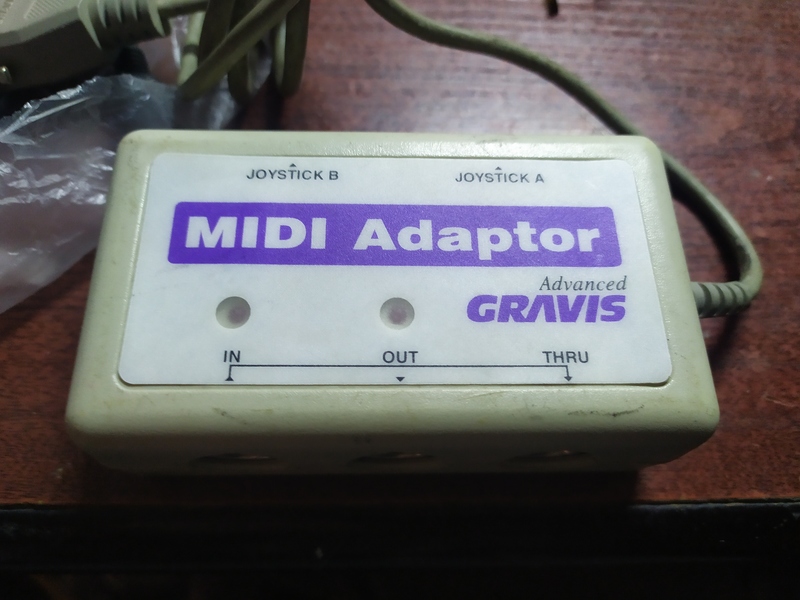 JOYSTICK B
JOYSTICK A
MIDI Adaptor
Advanced
GRAVIS
IN
OUT
THRU